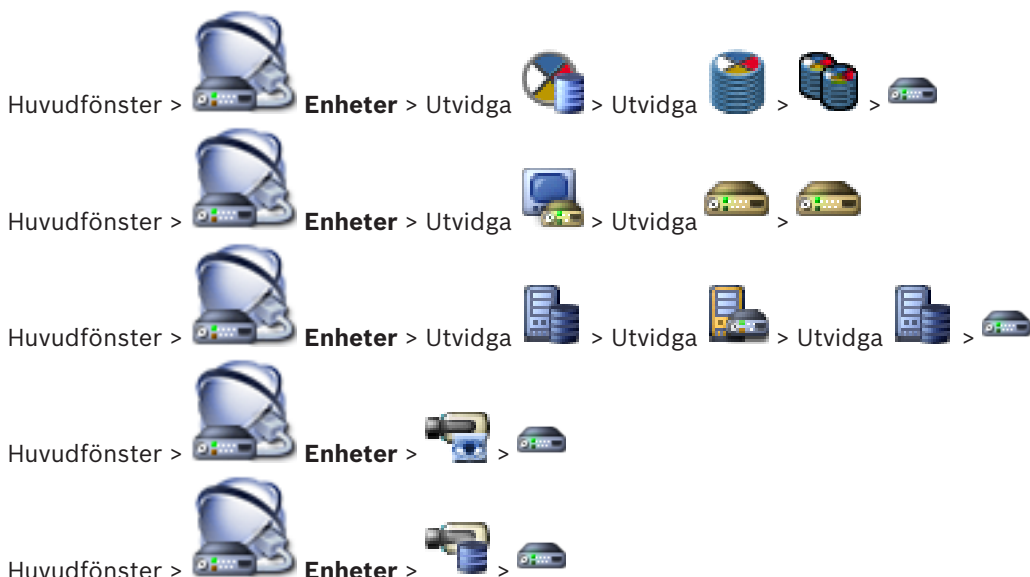 Huvudfönster > Enheter > Utvidga > Utvidga > >
Huvudfönster > Enheter > Utvidga > Utvidga >
Huvudfönster > Enheter > Utvidga > Utvidga > Utvidga >
Huvudfönster > Enheter > >
Huvudfönster > Enheter > >